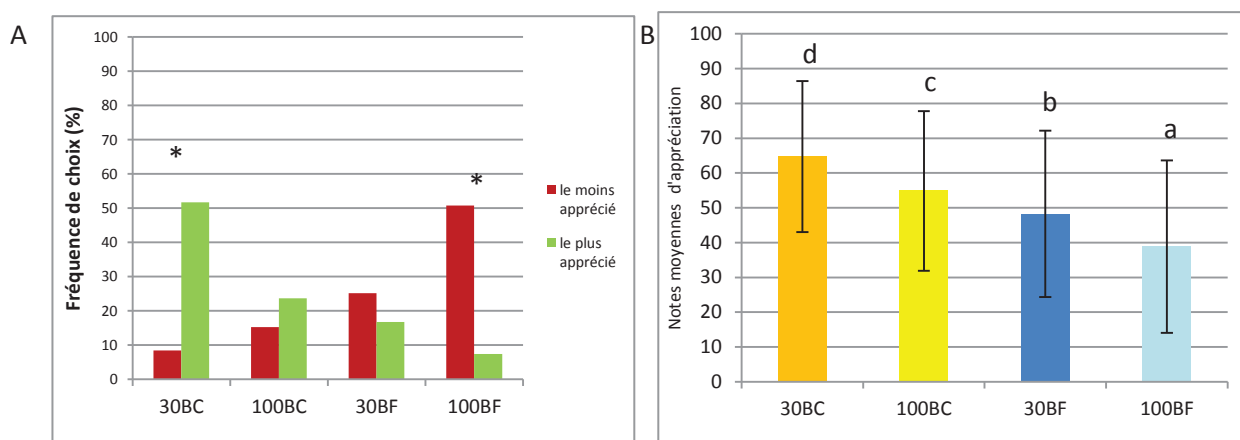 A
Fréquence de choix (%)
100
90
80
70
60
50
40
30
20
10
0
*
*
30BC 100BC 30BF 100BF
le moins
apprécié
le plus
apprécié
B
Notes moyennes d'appréciation
100
90
80
70
60
50
40
30
20
10
0
d
c
b
a
30BC 100BC 30BF 100BF